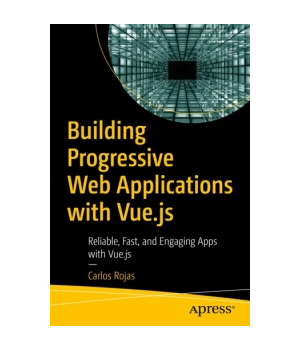 Building
Progressive
Web Applications
with Vue.js
Reliable, Fast, and Engaging Apps
with Vue.js
—
Carlos Rojas
Apress®